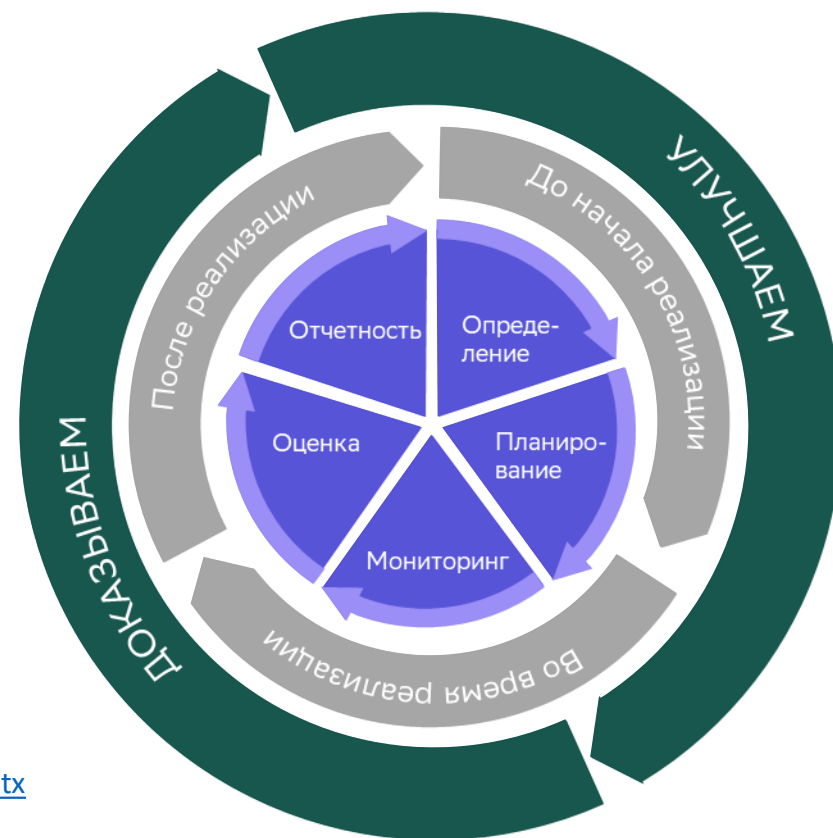 УЛУЧШАЕМ
До начала реализации
После реализации
Отчетность
Опреде-
ление
Оценка
Планиро-
вание
Мониторинг
Во время реализации
ДОКАЗЫВАЕМ
tx